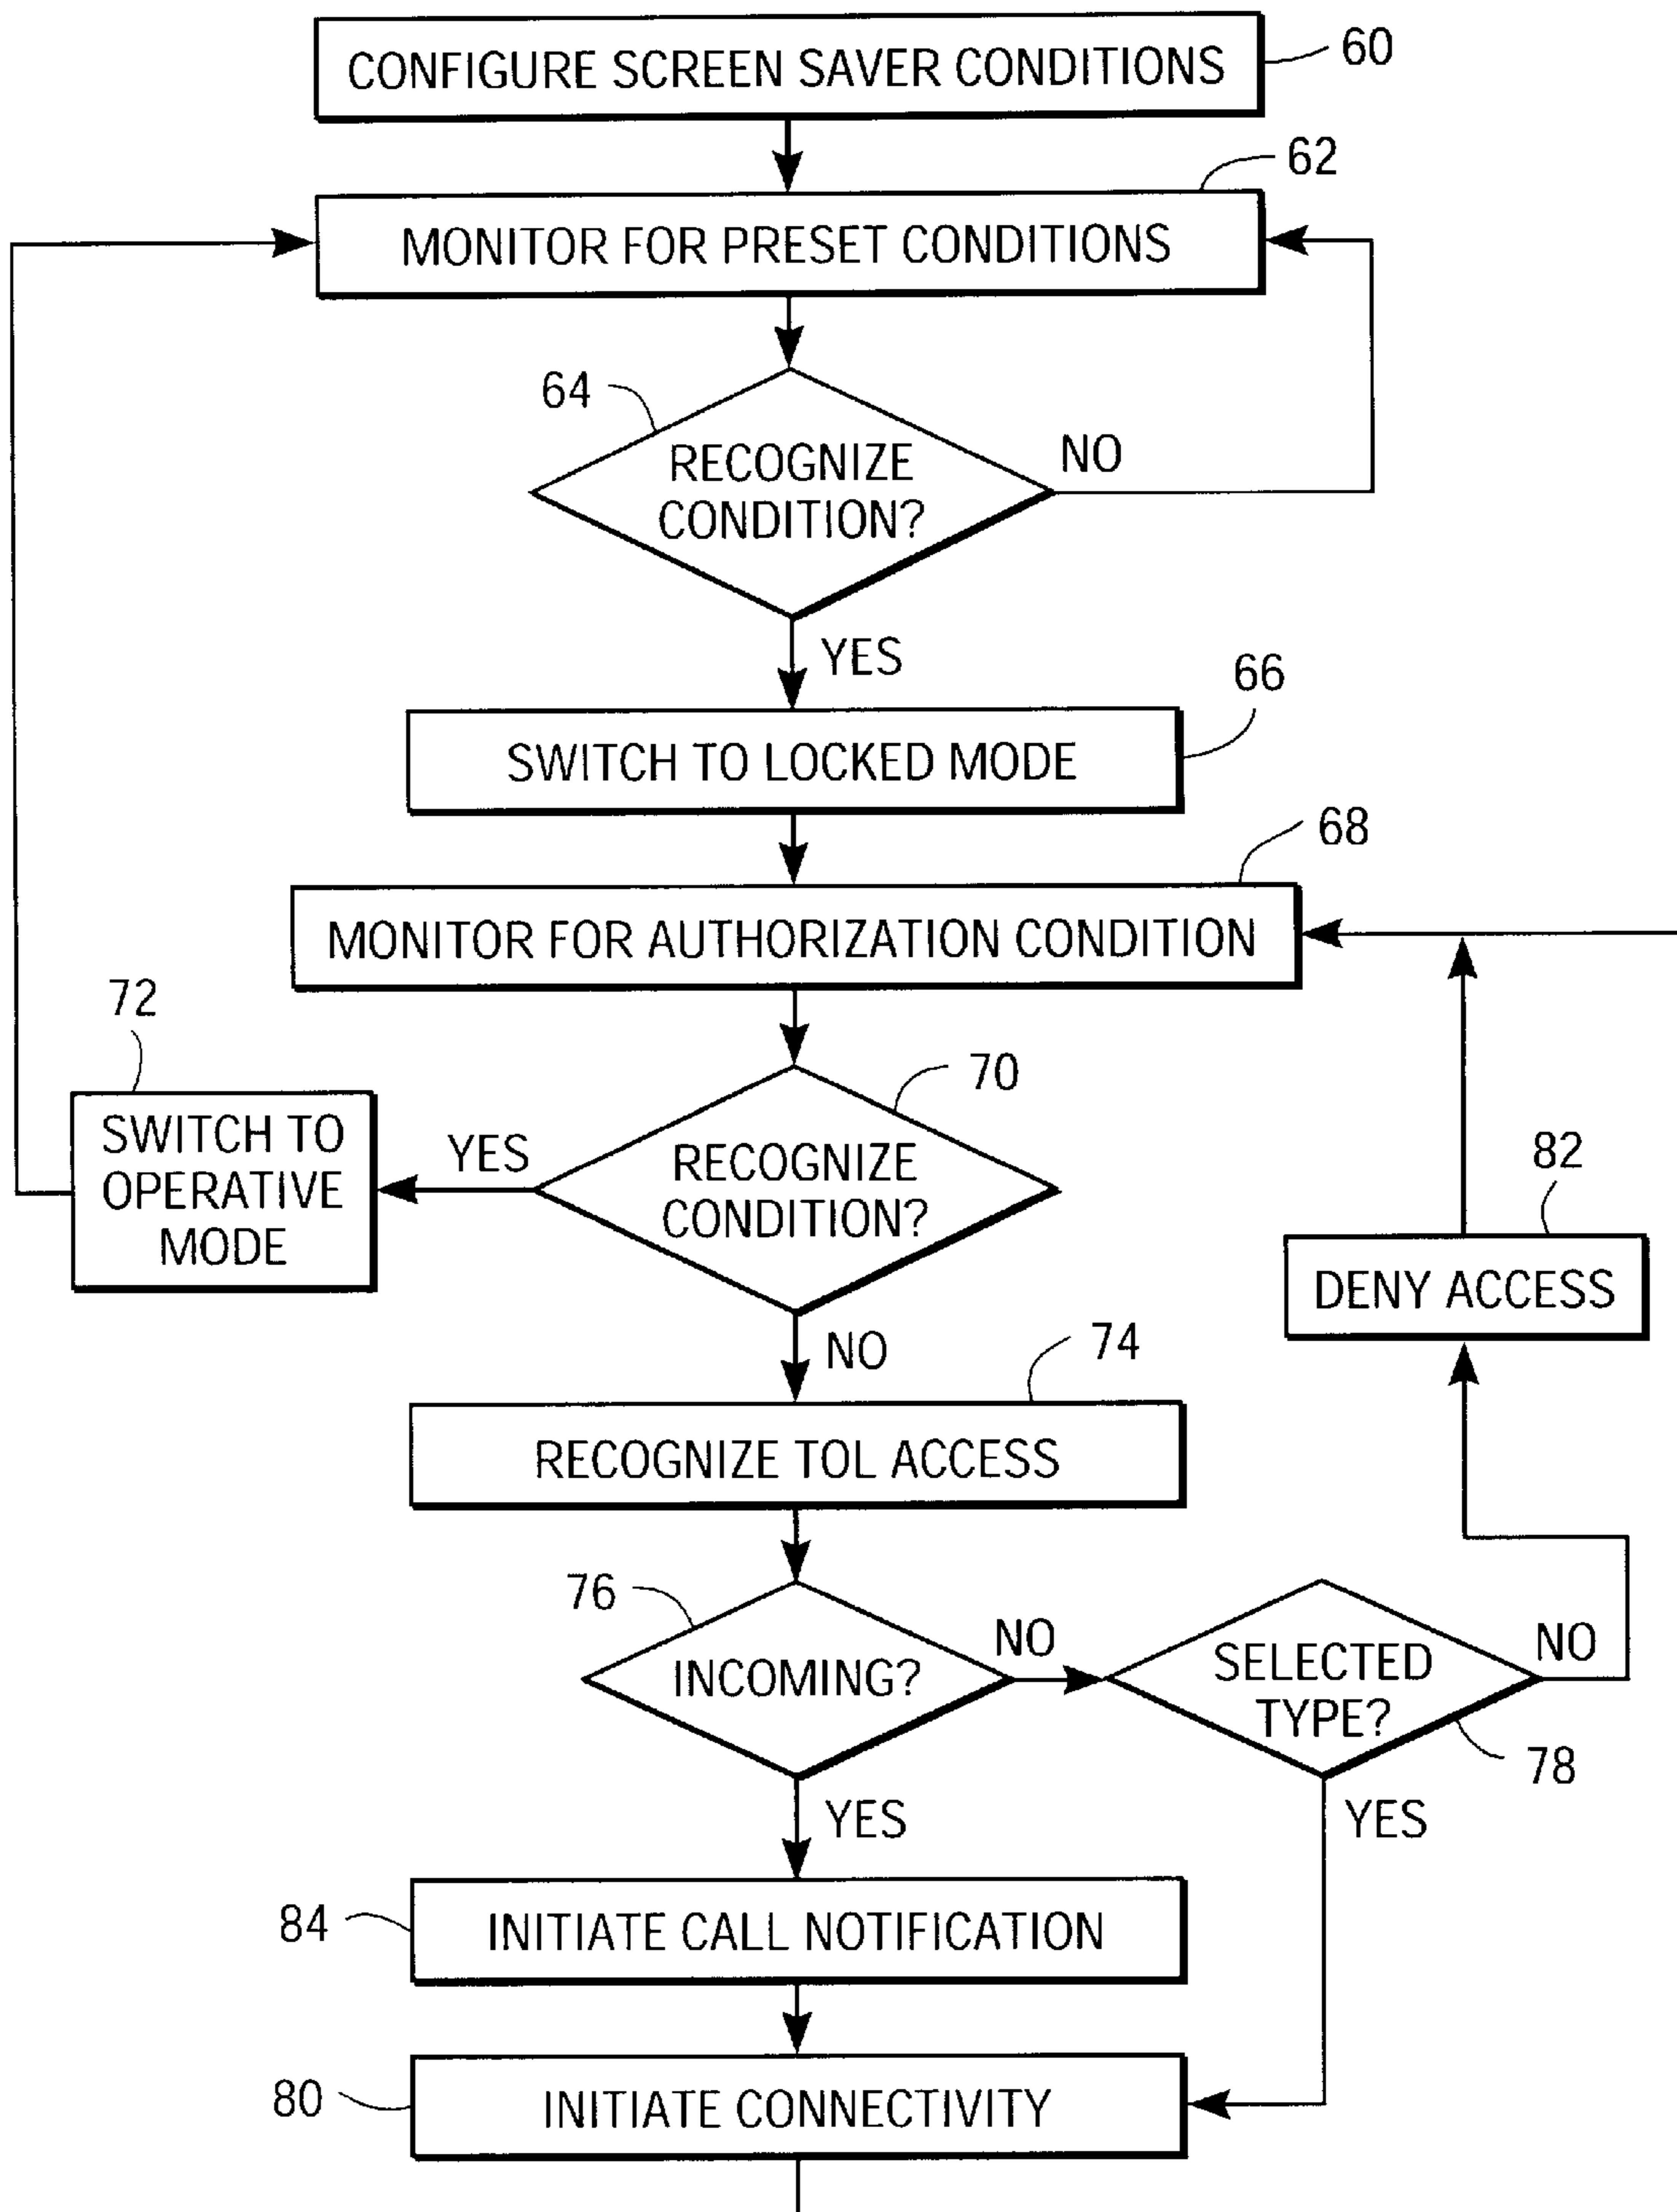 CONFIGURE SCREEN SAVER CONDITIONS
60
62
MONITOR FOR PRESET CONDITIONS
64
RECOGNIZE
CONDITION?
NO
YES
66
SWITCH TO LOCKED MODE
68
MONITOR FOR AUTHORIZATION CONDITION
72
70
SWITCH TO
OPERATIVE
MODE
YES
RECOGNIZE
CONDITION?
82
DENY ACCESS
NO
74
RECOGNIZE TOL ACCESS
76
INCOMING?
NO
SELECTED
TYPE?
NO
78
YES
YES
84
INITIATE CALL NOTIFICATION
80
INITIATE CONNECTIVITY